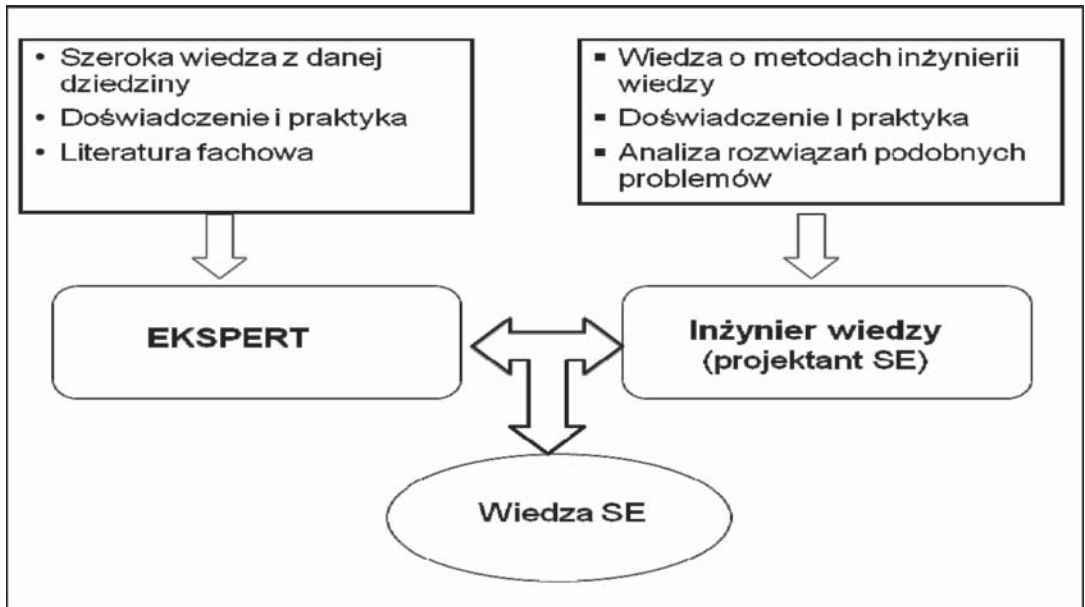 • Szeroka wiedza z danej
dziedziny
• Doświadczenie i praktyka
• Literatura fachowa
▪ Wiedza o metodach inżynierii
wiedzy
▪ Doświadczenie I praktyka
▪ Analiza rozwiązań podobnych
problemów
EKSPERT
Inżynier wiedzy
(projektant SE)
Wiedza SE